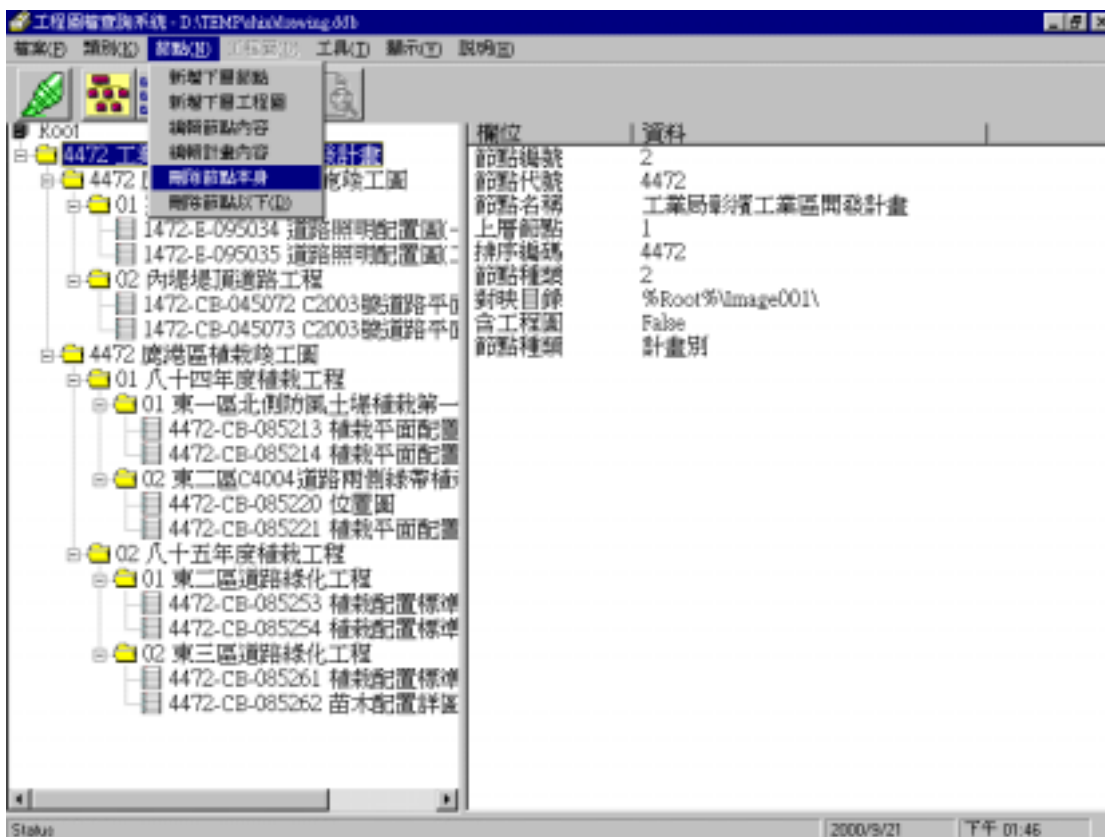 工程圖檔查詢系統 - D:\TEMP\chix\drawing.ddb
檔案(F) 類別(K) 節點(N) 工程圖(D) 工具(T) 顯示(V) 說明(H)
新增下層節點
新增下層工程圖
編輯節點內容
編輯計畫內容
刪除節點本身
刪除節點以下(D)
Root
4472 工業 發計畫
4472 度竣工圖
01
1472-E-095034 道路照明配置圖(一
1472-E-095035 道路照明配置圖(二
02 內堤堤頂道路工程
1472-CB-045072 C2003號道路平面
1472-CB-045073 C2003號道路平面
4472 鹿港區植栽竣工圖
01 八十四年度植栽工程
01 東一區北側防風土堤植栽第一
4472-CB-085213 植栽平面配置
4472-CB-085214 植栽平面配置
02 東二區C4004道路兩側綠帶植栽
4472-CB-085220 位置圖
4472-CB-085221 植栽平面配置
02 八十五年度植栽工程
01 東二區道路綠化工程
4472-CB-085253 植栽配置標準
4472-CB-085254 植栽配置標準
02 東三區道路綠化工程
4472-CB-085261 植栽配置標準
4472-CB-085262 苗木配置詳圖
欄位 資料
節點編號 2
節點代號 4472
節點名稱 工業局彰濱工業區開發計畫
上層節點 1
排序編碼 4472
節點種類 2
對映目錄 %Root%\Image001\
含工程圖 False
節點種類 計畫別
Status 2000/9/21 下午 01:46